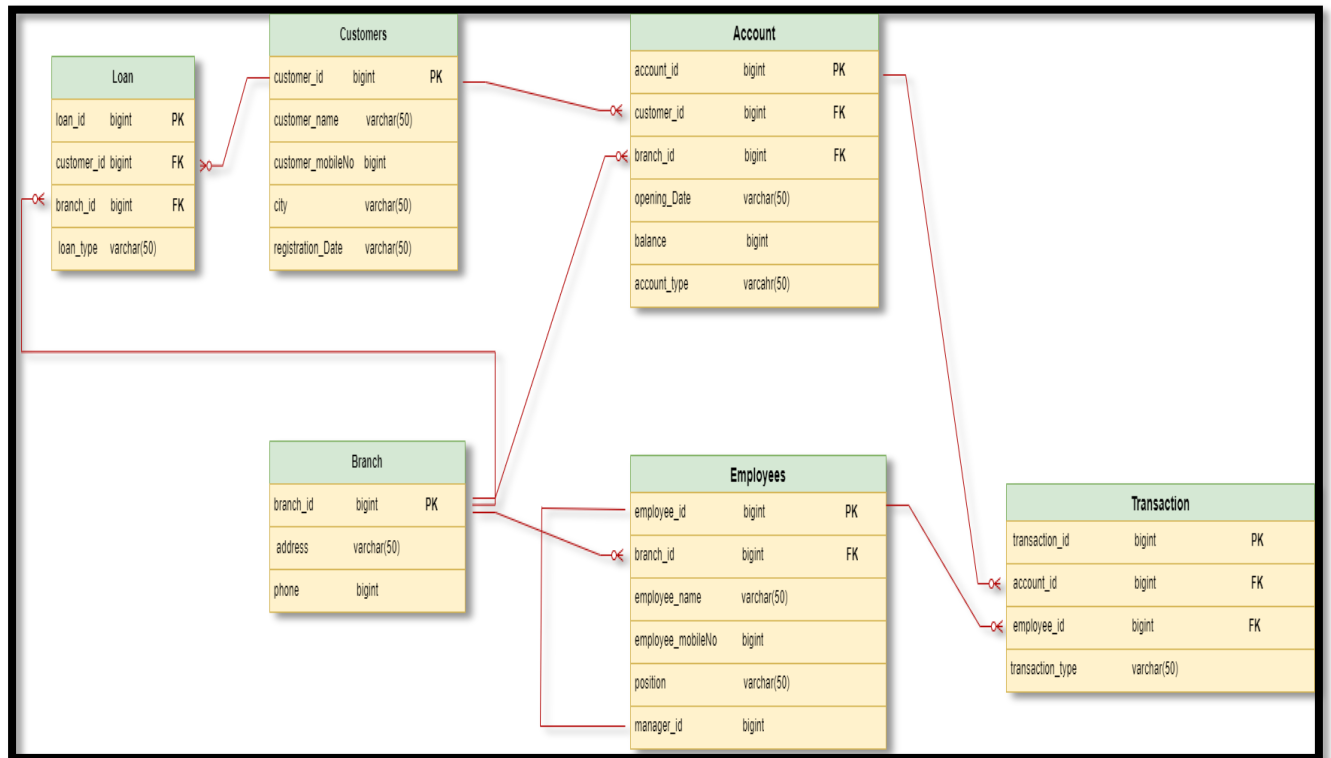 Loan
loan_id bigint PK
customer_id bigint FK
branch_id bigint FK
loan_type varchar(50)
Customers
customer_id bigint PK
customer_name varchar(50)
customer_mobileNo bigint
city varchar(50)
registration_Date varchar(50)
Account
account_id bigint PK
customer_id bigint FK
branch_id bigint FK
opening_Date varchar(50)
balance bigint
account_type varcahr(50)
Branch
branch_id bigint PK
address varchar(50)
phone bigint
Employees
employee_id bigint PK
branch_id bigint FK
employee_name varchar(50)
employee_mobileNo bigint
position varchar(50)
manager_id bigint
Transaction
transaction_id bigint PK
account_id bigint FK
employee_id bigint FK
transaction_type varchar(50)